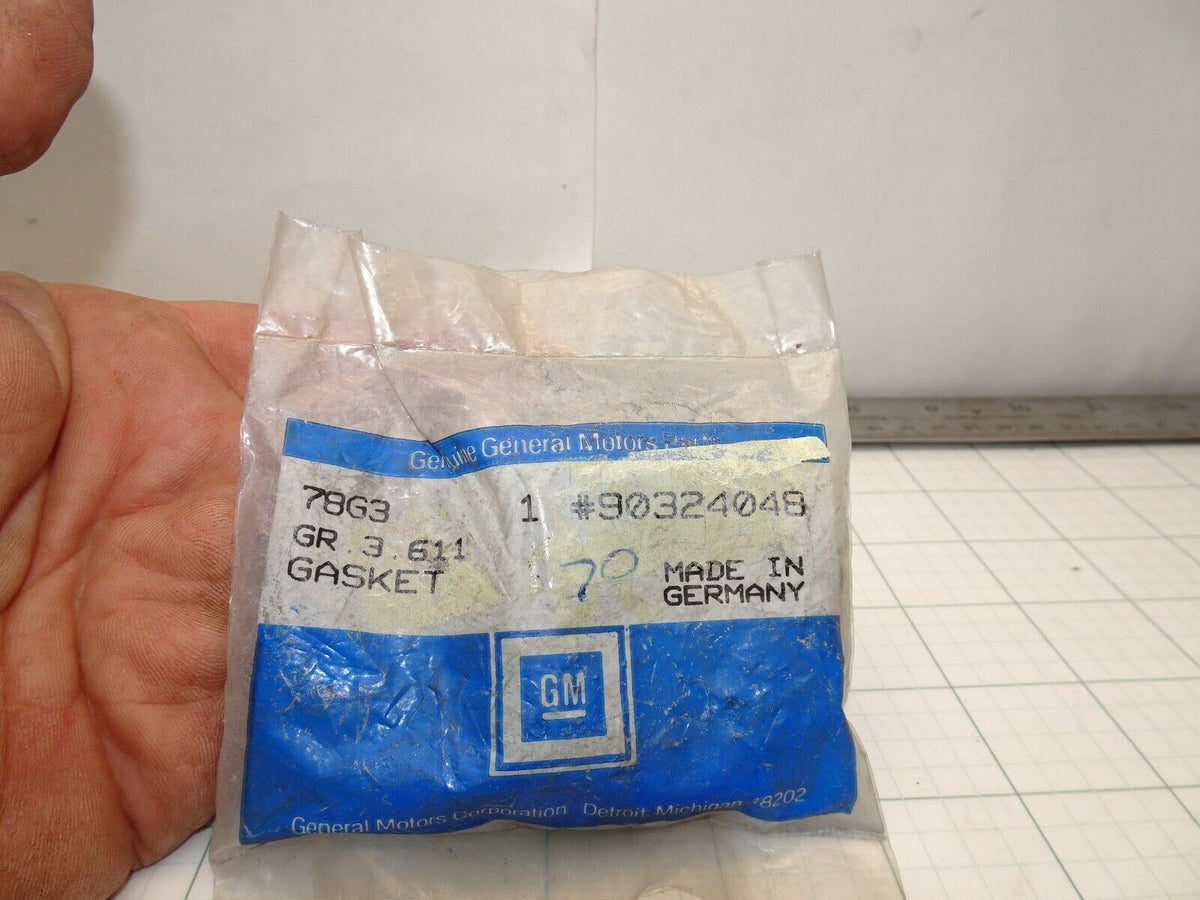 Genuine General Motors Parts
78G3 1 #90324048
GR. 3.611
GASKET
70
MADE IN
GERMANY
GM
General Motors Corporation Detroit, Michigan 48202